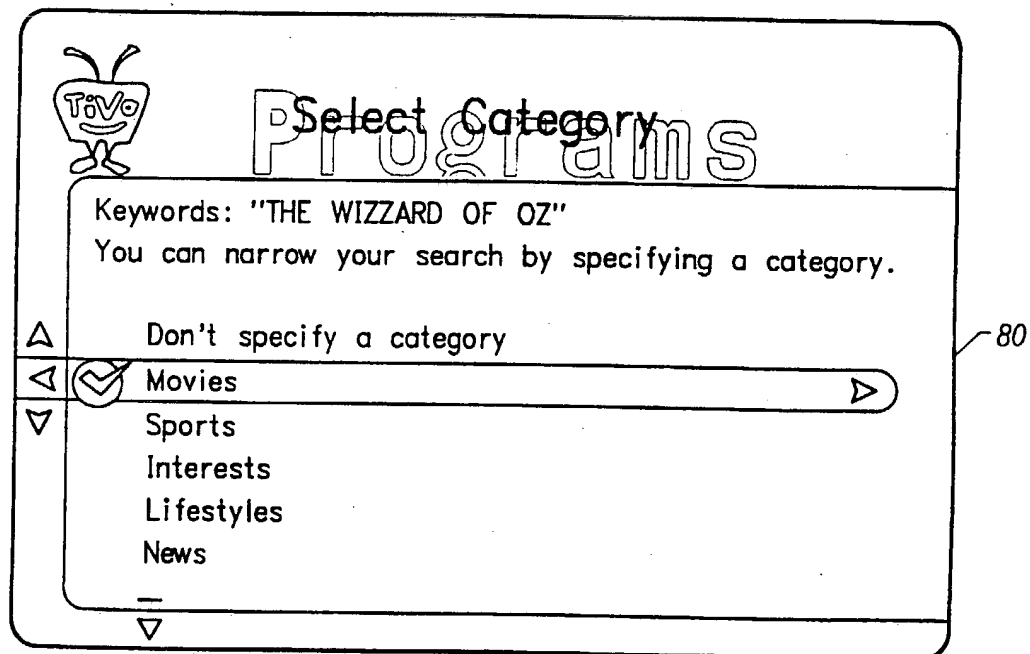 TiVo
Programs
Select Category
Keywords: "THE WIZZARD OF OZ"
You can narrow your search by specifying a category.
Don't specify a category
80
Movies
Sports
Interests
Lifestyles
News